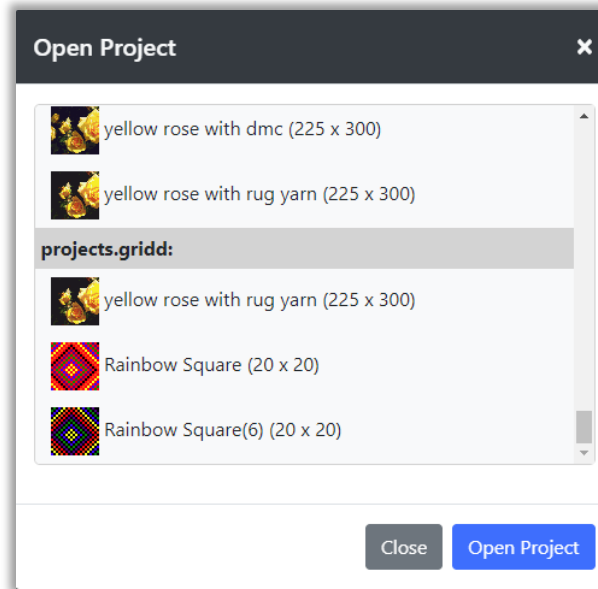 Open Project
yellow rose with dmc (225 x 300)
yellow rose with rug yarn (225 x 300)
projects.gridd:
yellow rose with rug yarn (225 x 300)
Rainbow Square (20 x 20)
Rainbow Square(6) (20 x 20)
Close Open Project